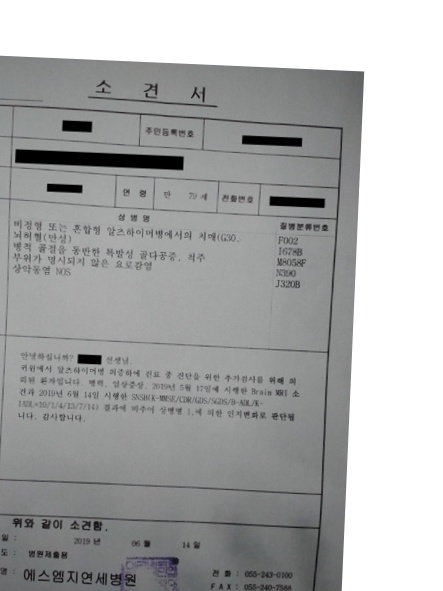 소 견 서
주민등록번호
연 령 만 79 세 전화번호
상 병 명 질병분류번호
비정형 또는 혼합형 알츠하이머병에서의 치매(G30. F002
뇌허혈(만성) I678B
병적 골절을 동반한 특발성 골다공증, 척주 M8058F
부위가 명시되지 않은 요로감염 N390
상악동염 NOS J320B
안녕하십니까? 선생님.
귀원에서 알츠하이머병 의증하에 진료 중 진단을 위한 추가검사를 위해 의
뢰된 환자입니다. 병력, 임상증상, 2019년 5월 17일에 시행한 Brain MRI 소
견과 2019년 6월 14일 시행한 SNSB(K-MMSE/CDR/GDS/SGDS/B-ADL/K-
IADL=10/1/4/13/7/14) 결과에 비추어 상병명 1.에 의한 인지변화로 판단됩
니다. 감사합니다.
위와 같이 소견함.
일 : 2019 년 06 월 14 일
도 : 병원제출용
명 : 에스엠지연세병원 전 화 : 055-243-0100
F A X : 055-240-7588